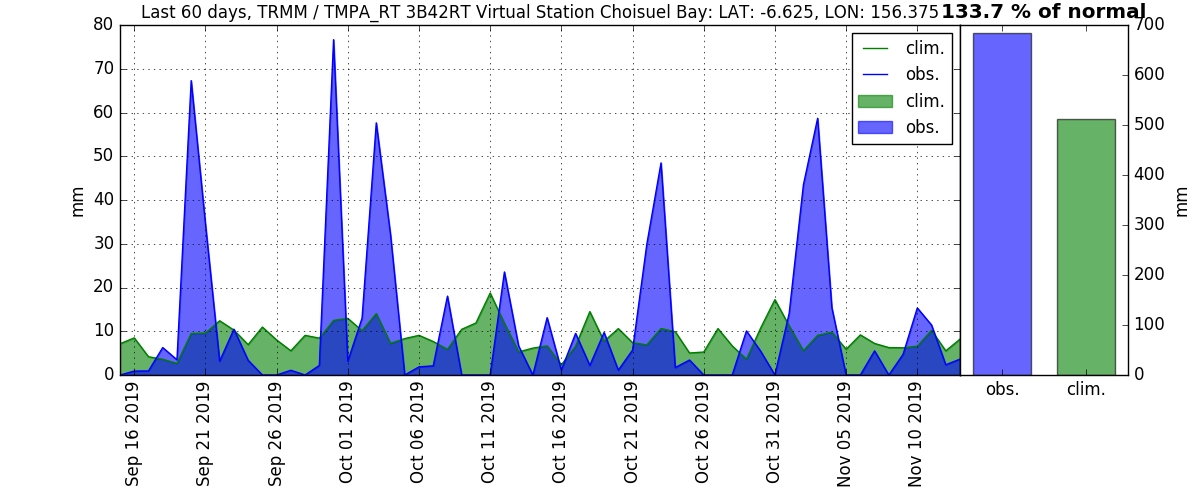 Last 60 days, TRMM / TMPA_RT 3B42RT Virtual Station Choisuel Bay: LAT: -6.625, LON: 156.375
133.7 % of normal
80
70
60
50
40
30
20
10
0
mm
clim.
obs.
clim.
obs.
Sep 16 2019
Sep 21 2019
Sep 26 2019
Oct 01 2019
Oct 06 2019
Oct 11 2019
Oct 16 2019
Oct 21 2019
Oct 26 2019
Oct 31 2019
Nov 05 2019
Nov 10 2019
700
600
500
400
300
200
100
0
mm
obs.
clim.